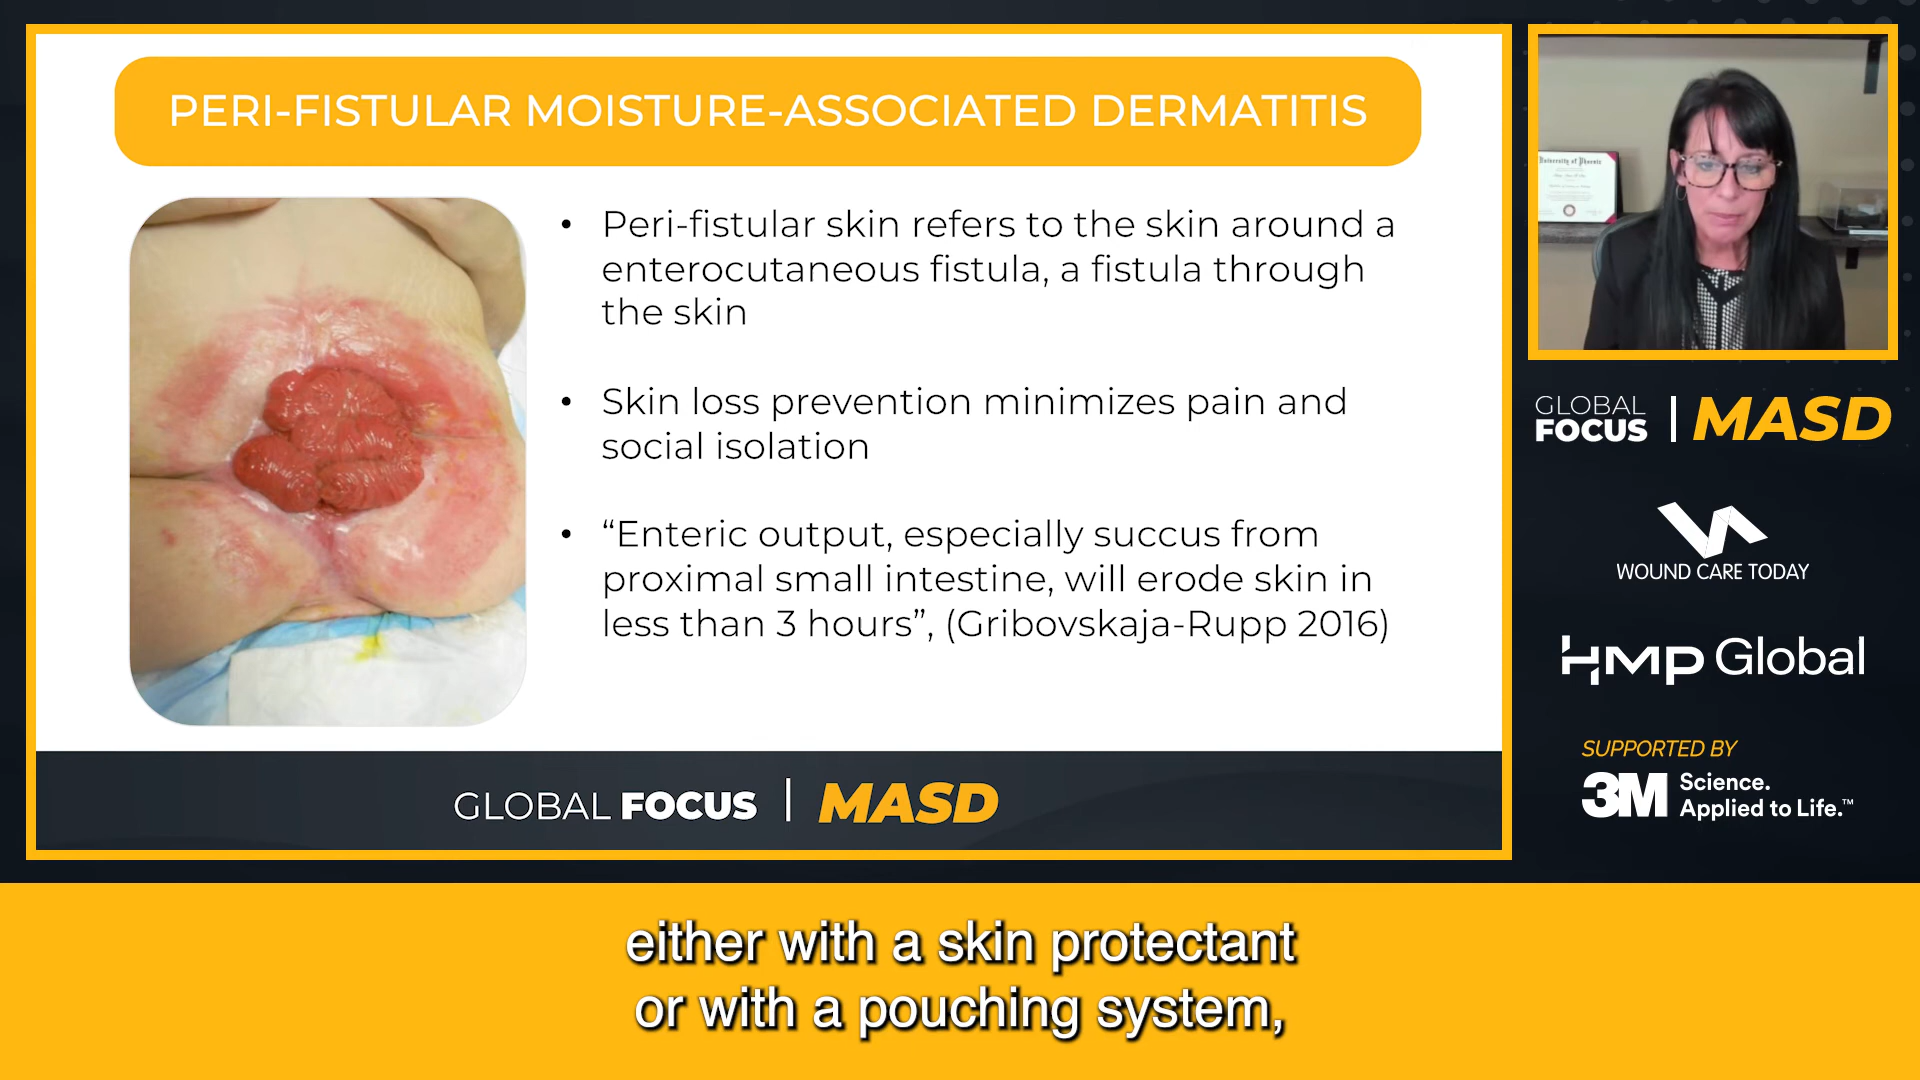 PERI-FISTULAR MOISTURE-ASSOCIATED DERMATITIS
• Peri-fistular skin refers to the skin around a
enterocutaneous fistula, a fistula through
the skin
• Skin loss prevention minimizes pain and
social isolation
• “Enteric output, especially succus from
proximal small intestine, will erode skin in
less than 3 hours”, (Gribovskaja-Rupp 2016)
GLOBAL FOCUS | MASD
University of Phoenix
GLOBAL
FOCUS | MASD
WOUND CARE TODAY
HMP Global
SUPPORTED BY
3M Science.
Applied to Life.™
either with a skin protectant
or with a pouching system,